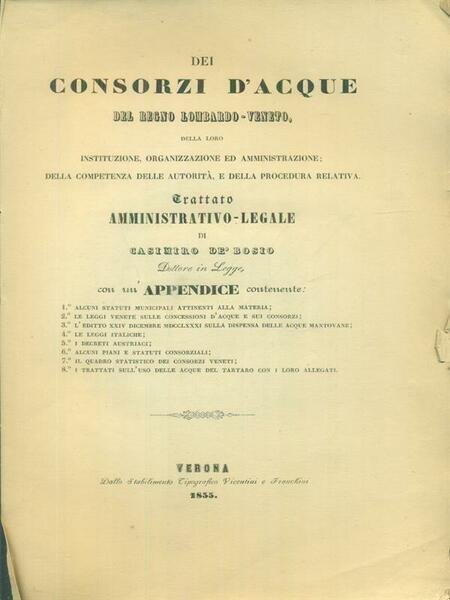 DEI
CONSORZI D'ACQUE
DEL REGNO LOMBARDO-VENETO,
DELLA LORO
INSTITUZIONE, ORGANIZZAZIONE ED AMMINISTRAZIONE;
DELLA COMPETENZA DELLE AUTORITÀ, E DELLA PROCEDURA RELATIVA.
Trattato
AMMINISTRATIVO-LEGALE
DI
CASIMIRO DE' BOSIO
Dottore in Legge,
con un' APPENDICE contenente:
1.° ALCUNI STATUTI MUNICIPALI ATTINENTI ALLA MATERIA;
2.° LE LEGGI VENETE SULLE CONCESSIONI D'ACQUE E SUI CONSORZI;
3.° L'EDITTO XXIV DICEMBRE MDCCLXXXI SULLA DISPENSA DELLE ACQUE MANTOVANE;
4.° LE LEGGI ITALICHE;
5.° I DECRETI AUSTRIACI;
6.° ALCUNI PIANI E STATUTI CONSORZIALI;
7.° IL QUADRO STATISTICO DEI CONSORZI VENETI;
8.° I TRATTATI SULL'USO DELLE ACQUE DEL TARTARO CON I LORO ALLEGATI.
VERONA
Dallo Stabilimento Tipografico Vicentini e Franchini
1855.